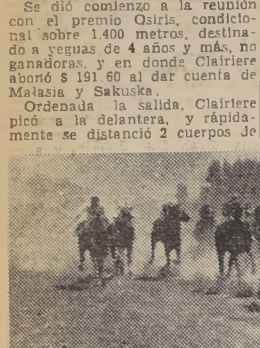 Se dió comienzo a la reunión
con el premio Osiris, condicio-
nal sobre 1.400 metros, destina-
do a yeguas de 4 años y más, no
ganadoras, y en donde Clairiere
abonó $ 191.60 al dar cuenta de
Malasia y Sakuska.
Ordenada la salida, Clairiere
picó a la delantera, y rápida-
mente se distanció 2 cuerpos de